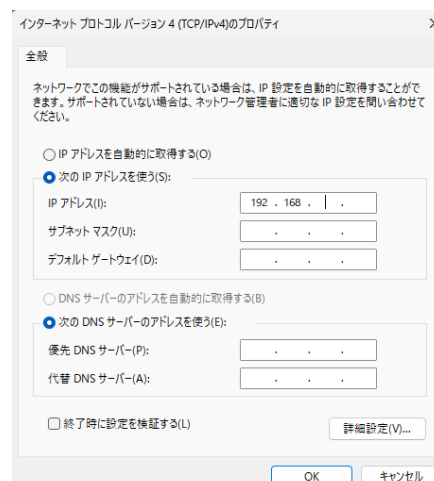 インターネット プロトコル バージョン 4 (TCP/IPv4)のプロパティ
全般
ネットワークでこの機能がサポートされている場合は、IP 設定を自動的に取得することがで
きます。サポートされていない場合は、ネットワーク管理者に適切な IP 設定を問い合わせて
ください。
IP アドレスを自動的に取得する(O)
次の IP アドレスを使う(S):
IP アドレス(I): 192 . 168 . .
サブネット マスク(U): . . .
デフォルト ゲートウェイ(D): . . .
DNS サーバーのアドレスを自動的に取得する(B)
次の DNS サーバーのアドレスを使う(E):
優先 DNS サーバー(P): . . .
代替 DNS サーバー(A): . . .
終了時に設定を検証する(L)
詳細設定(V)...
OK キャンセル